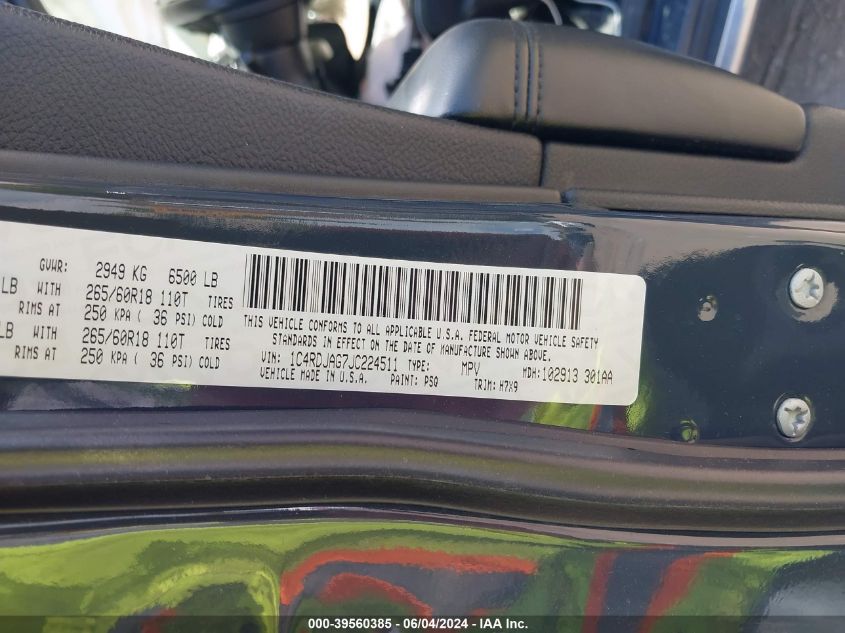 GVWR: 2949 KG 6500 LB
LB WITH 265/60R18 110T TIRES
RIMS AT 250 KPA ( 36 PSI) COLD
LB WITH 265/60R18 110T TIRES
RIMS AT 250 KPA ( 36 PSI) COLD
THIS VEHICLE CONFORMS TO ALL APPLICABLE U.S.A. FEDERAL MOTOR VEHICLE SAFETY
STANDARDS IN EFFECT ON THE DATE OF MANUFACTURE SHOWN ABOVE.
VIN: 1C4RDJAG7JC224511 TYPE: MPV MDH: 102913 301AA
VEHICLE MADE IN U.S.A. PAINT: PSQ TRIM: H7X9
000-39560385 - 06/04/2024 - IAA Inc.